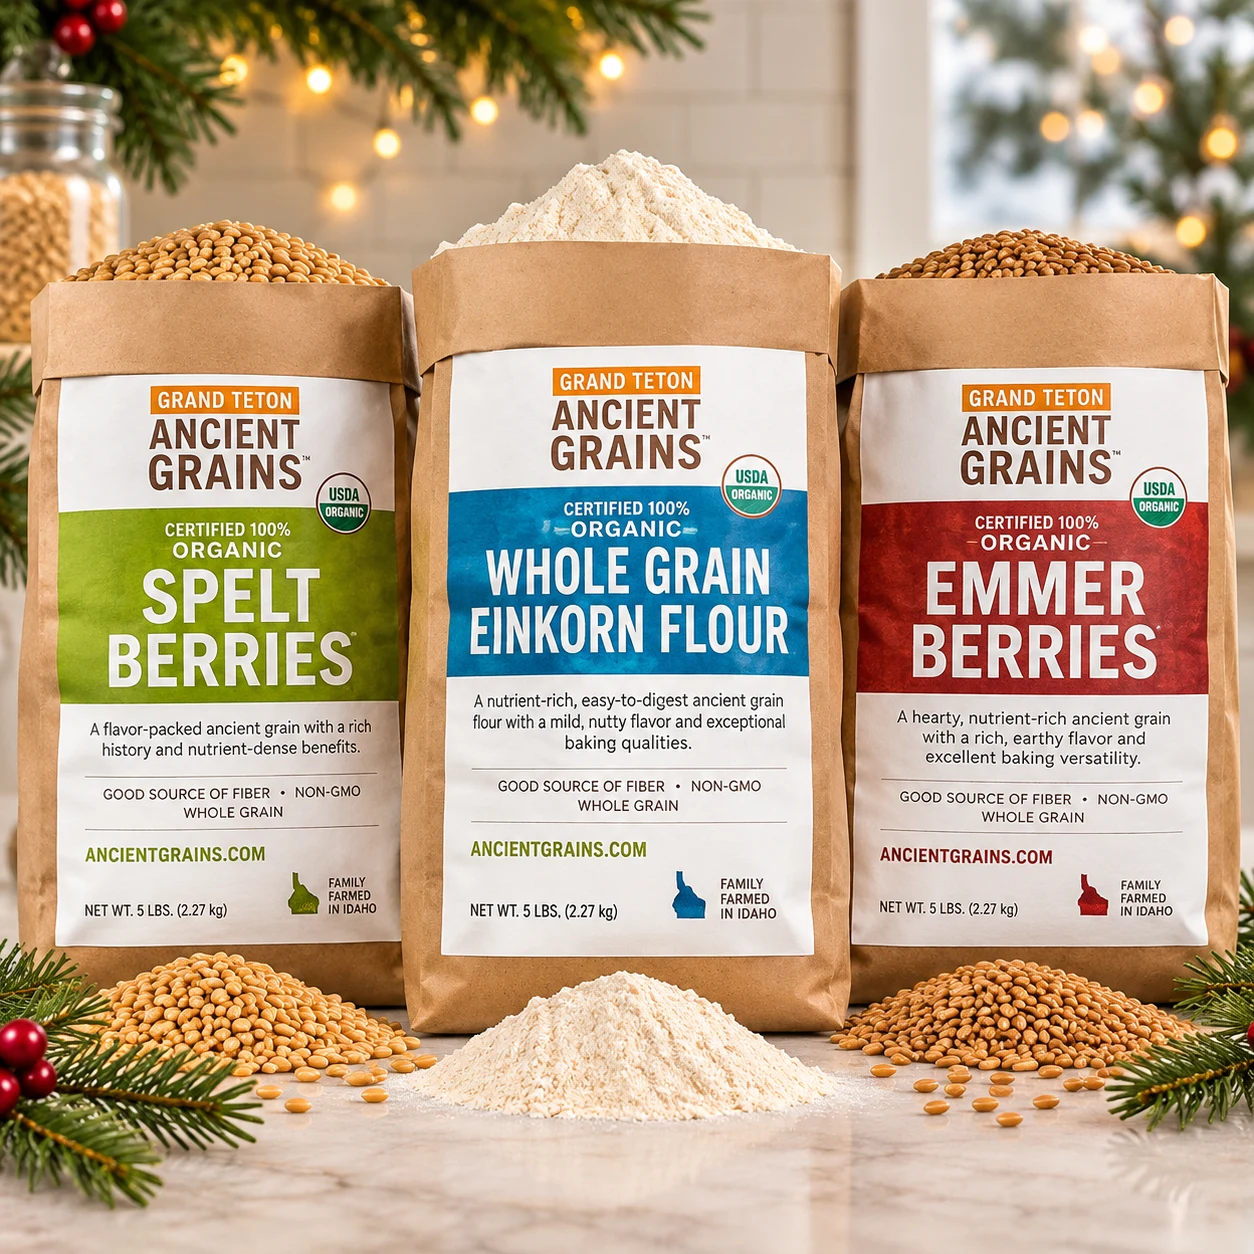 GRAND TETON
ANCIENT
GRAINS™
USDA
ORGANIC
CERTIFIED 100%
ORGANIC
SPELT
BERRIES
A flavor-packed ancient grain with a rich
history and nutrient-dense benefits.
GOOD SOURCE OF FIBER • NON-GMO
WHOLE GRAIN
ANCIENTGRAINS.COM
NET WT. 5 LBS. (2.27 kg)
FAMILY
FARMED
IN IDAHO
GRAND TETON
ANCIENT
GRAINS™
USDA
ORGANIC
CERTIFIED 100%
ORGANIC
WHOLE GRAIN
EINKORN FLOUR
A nutrient-rich, easy-to-digest ancient grain
flour with a mild, nutty flavor and exceptional
baking qualities.
GOOD SOURCE OF FIBER • NON-GMO
WHOLE GRAIN
ANCIENTGRAINS.COM
NET WT. 5 LBS, (2.27 kg)
FAMILY
FARMED
IN IDAHO
GRAND TETON
ANCIENT
GRAINS™
USDA
ORGANIC
CERTIFIED 100%
ORGANIC
EMMER
BERRIES
A hearty, nutrient-rich ancient grain
with a rich, earthy flavor and
excellent baking versatility.
GOOD SOURCE OF FIBER • NON-GMO
WHOLE GRAIN
ANCIENTGRAINS.COM
NET WT. 5 LBS. (2.27 kg)
FAMILY
FARMED
IN IDAHO